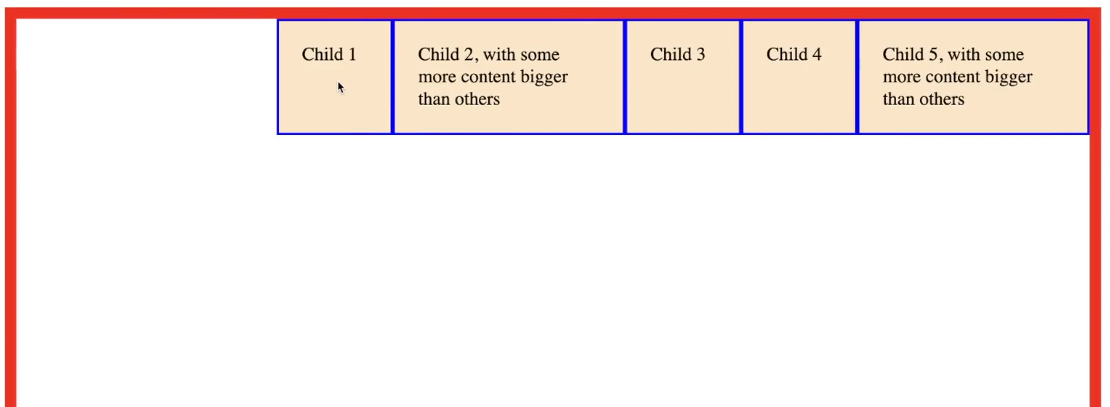 Child 1
Child 2, with some
more content bigger
than others
Child 3
Child 4
Child 5, with some
more content bigger
than others